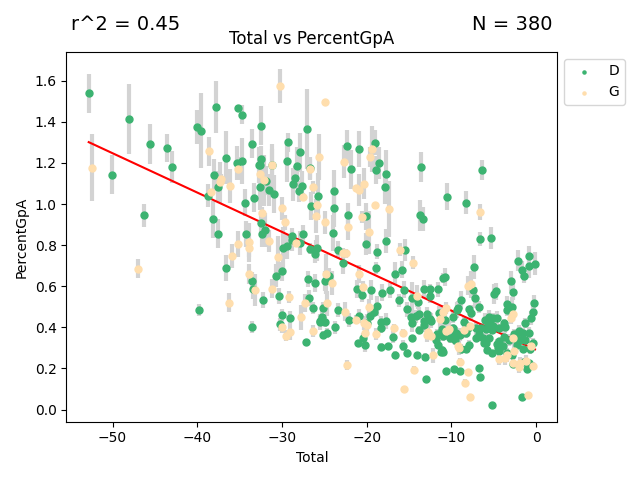 r^2 = 0.45 N = 380
Total vs PercentGpA
D
G
1.6
1.4
1.2
1.0
0.8
0.6
0.4
0.2
0.0
PercentGpA
−50 −40 −30 −20 −10 0
Total